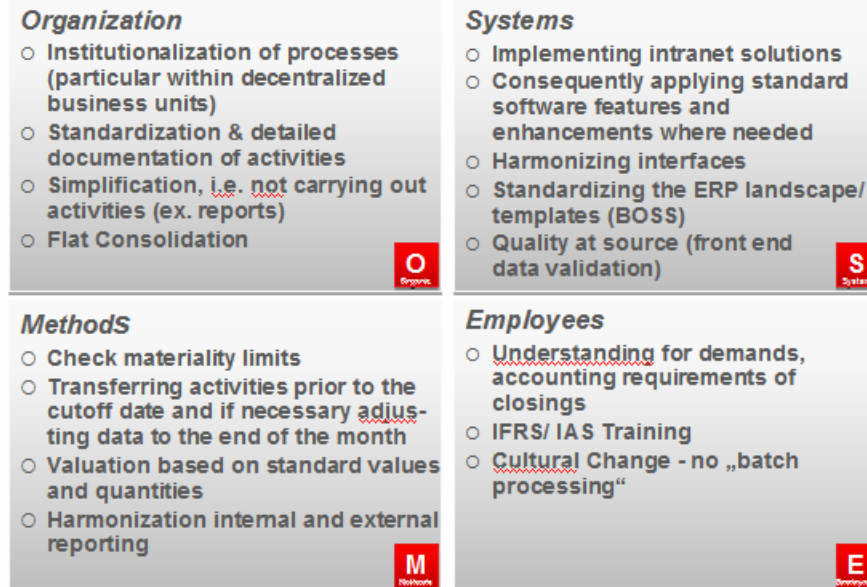 Organization
○ Institutionalization of processes
(particular within decentralized
business units)
○ Standardization & detailed
documentation of activities
○ Simplification, i.e. not carrying out
activities (ex. reports)
○ Flat Consolidation
O
Systems
○ Implementing intranet solutions
○ Consequently applying standard
software features and
enhancements where needed
○ Harmonizing interfaces
○ Standardizing the ERP landscape/
templates (BOSS)
○ Quality at source (front end
data validation)
S
MethodS
○ Check materiality limits
○ Transferring activities prior to the
cutoff date and if necessary adjus-
ting data to the end of the month
○ Valuation based on standard values
and quantities
○ Harmonization internal and external
reporting
M
Employees
○ Understanding for demands,
accounting requirements of
closings
○ IFRS/ IAS Training
○ Cultural Change - no „batch
processing“
E